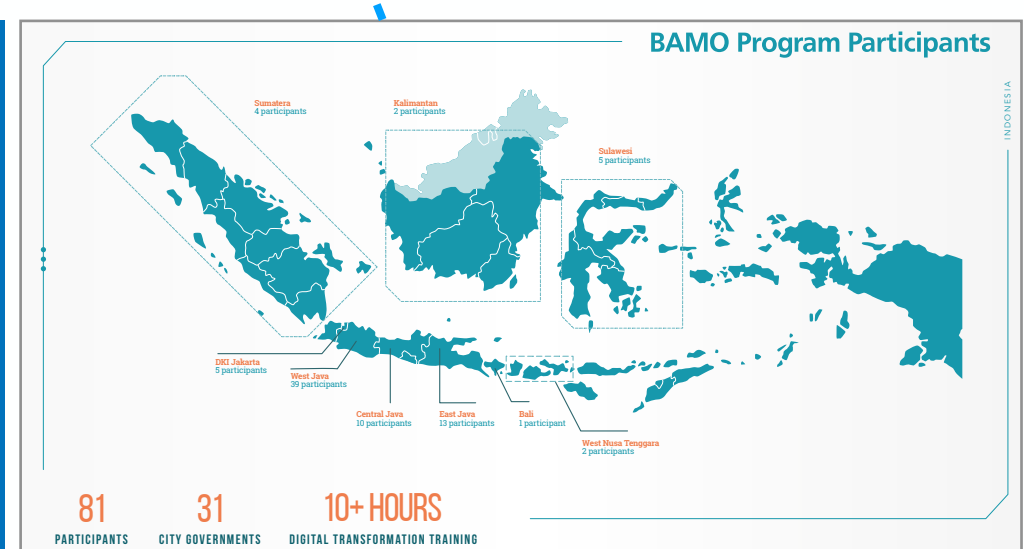 BAMO Program Participants
INDONESIA
Sumatera
4 participants
Kalimantan
2 participants
Sulawesi
5 participants
DKI Jakarta
5 participants
West Java
39 participants
Central Java
10 participants
East Java
13 participants
Bali
1 participant
West Nusa Tenggara
2 participants
81
PARTICIPANTS
31
CITY GOVERNMENTS
10+ HOURS
DIGITAL TRANSFORMATION TRAINING